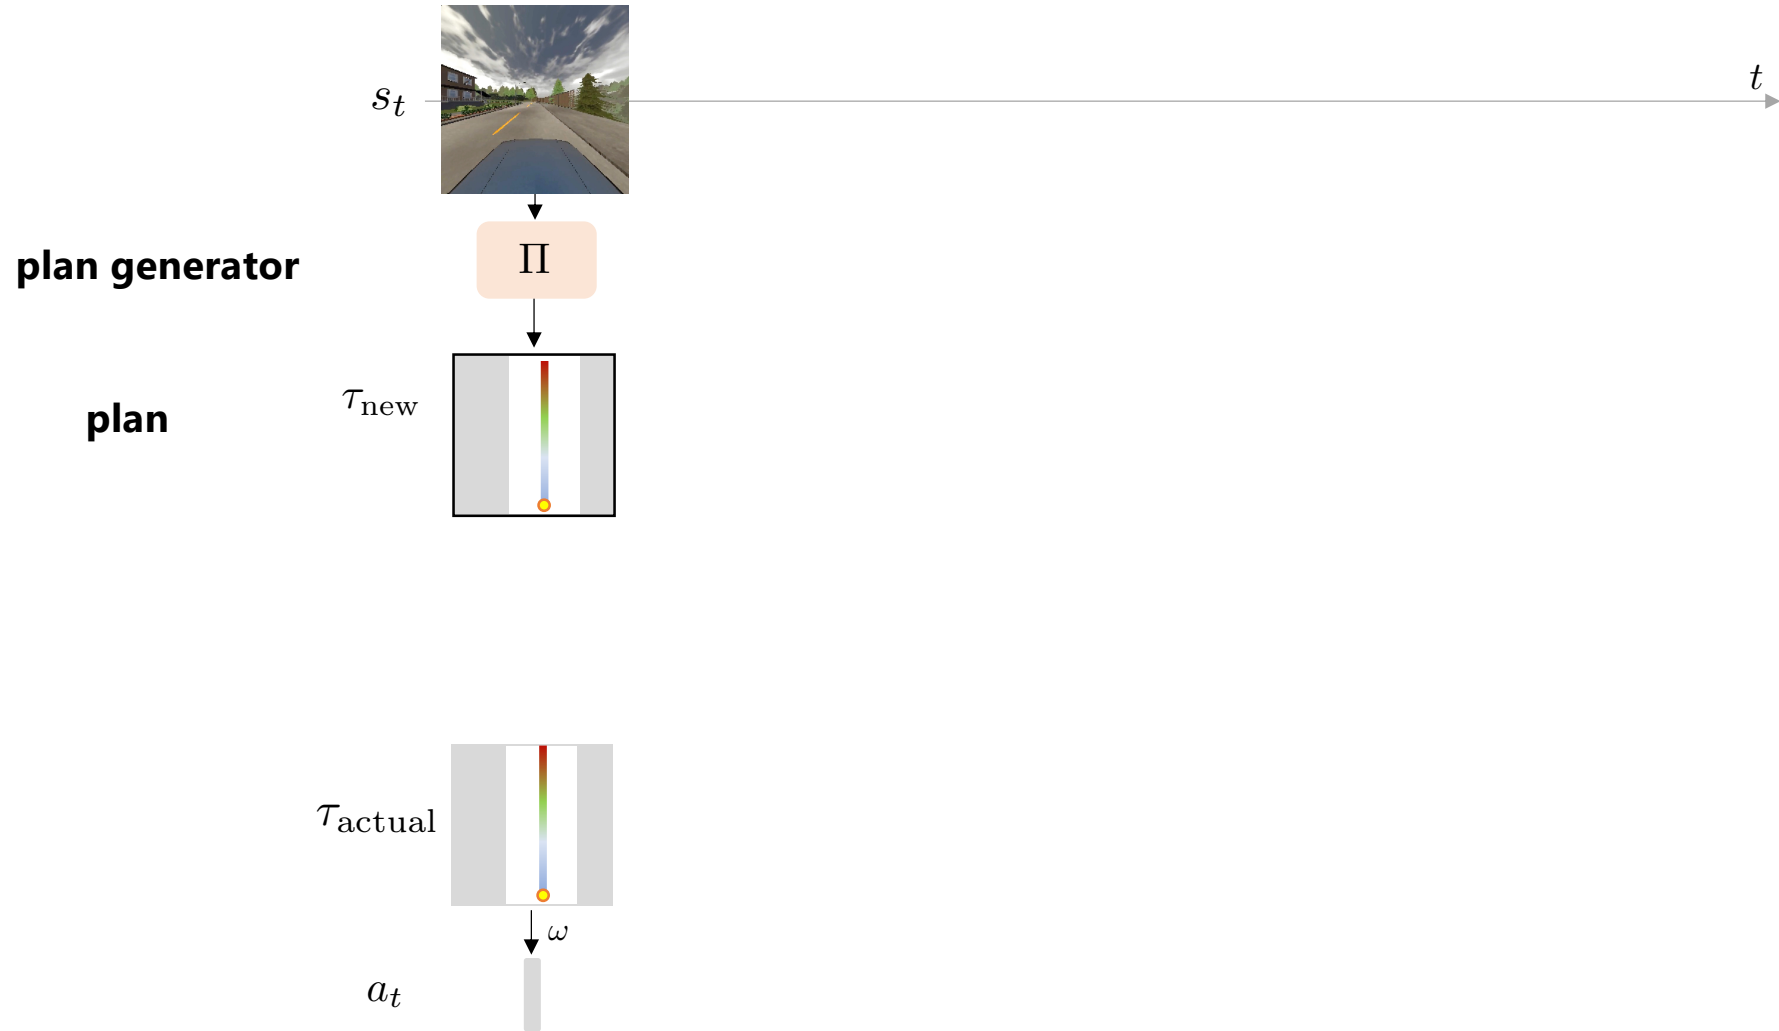 t
s_t
Π
plan generator
τ_new
plan
τ_actual
ω
a_t